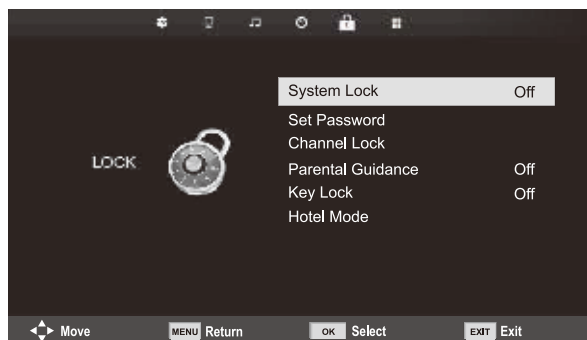 System Lock Off
Set Password
Channel Lock
LOCK
Parental Guidance Off
Key Lock Off
Hotel Mode
Move MENU Return OK Select EXIT Exit